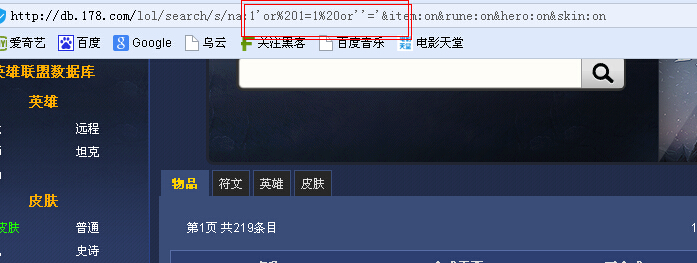 http://db.178.com/lol/search/s/na:1'or%201=1%20or''='&item:on&rune:on&hero:on&skin:on
爱奇艺 百度 Google 乌云 关注黑客 百度音乐 电影天堂
英雄联盟数据库
英雄
远程
坦克
皮肤
皮肤 普通
史诗
物品 符文 英雄 皮肤
第1页 共219条目